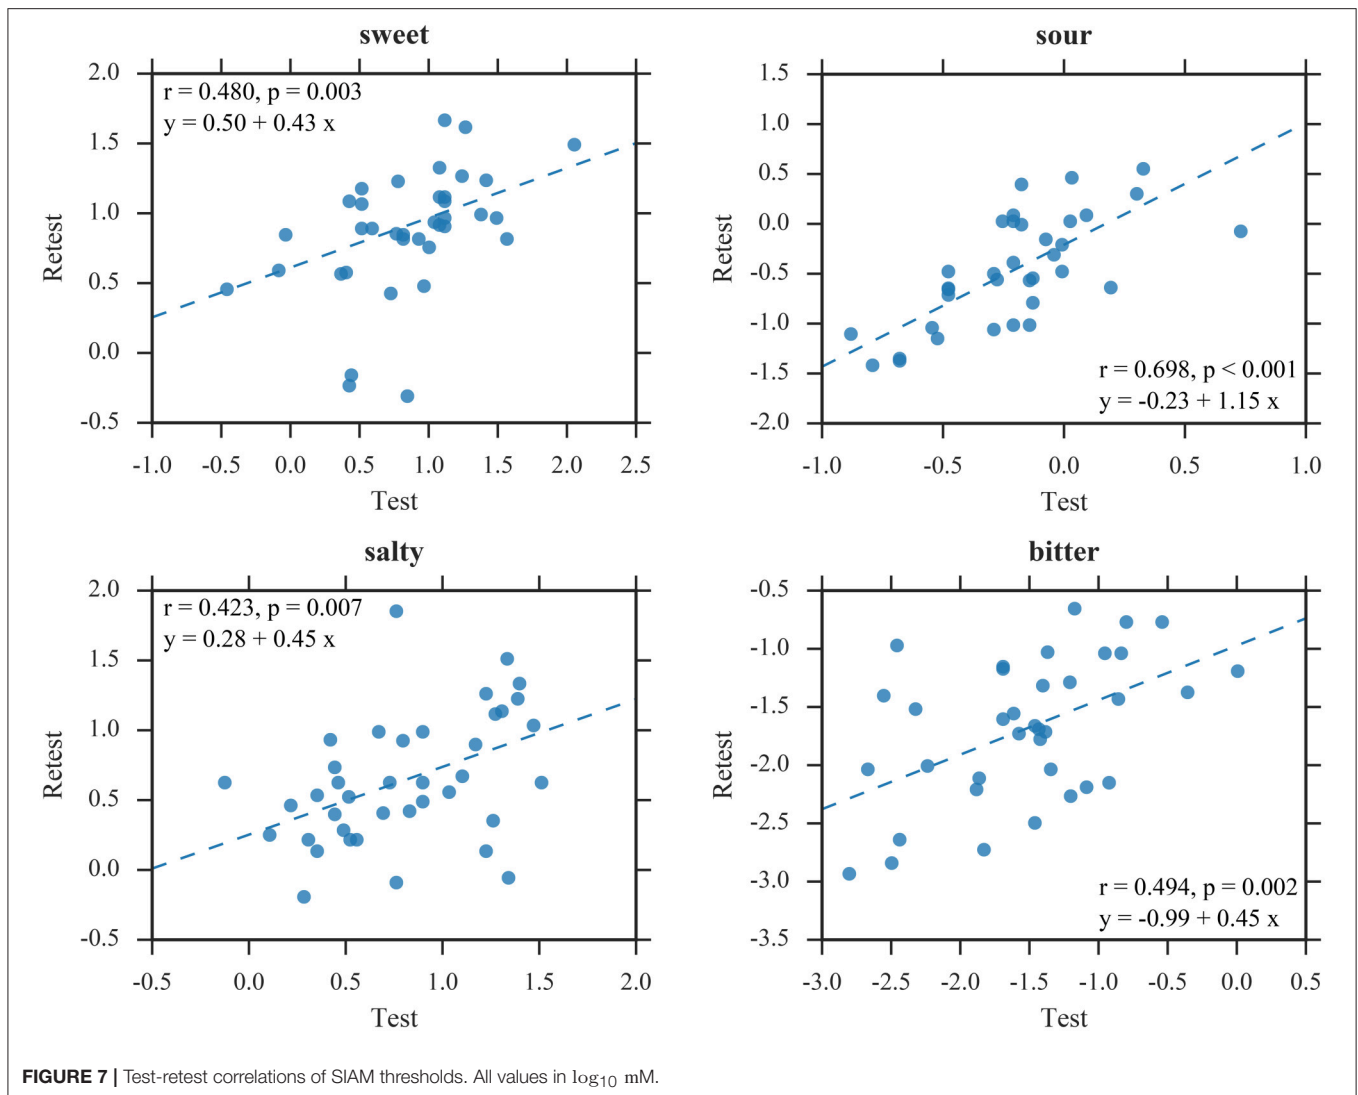 sweet
r = 0.480, p = 0.003
y = 0.50 + 0.43 x
2.0
1.5
1.0
0.5
0.0
-0.5
Retest
-1.0 -0.5 0.0 0.5 1.0 1.5 2.0 2.5
Test
sour
1.5
1.0
0.5
0.0
-0.5
-1.0
-1.5
-2.0
Retest
r = 0.698, p < 0.001
y = -0.23 + 1.15 x
-1.0 -0.5 0.0 0.5 1.0
Test
salty
r = 0.423, p = 0.007
y = 0.28 + 0.45 x
2.0
1.5
1.0
0.5
0.0
-0.5
Retest
-0.5 0.0 0.5 1.0 1.5 2.0
Test
bitter
-0.5
-1.0
-1.5
-2.0
-2.5
-3.0
-3.5
Retest
r = 0.494, p = 0.002
y = -0.99 + 0.45 x
-3.0 -2.5 -2.0 -1.5 -1.0 -0.5 0.0 0.5
Test
FIGURE 7 | Test-retest correlations of SIAM thresholds. All values in log10 mM.